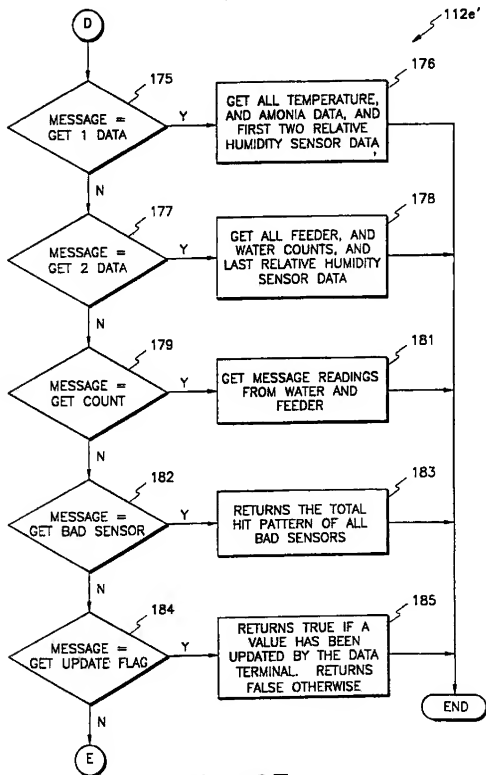 112e'
D
175
MESSAGE =
GET 1 DATA
Y
176
GET ALL TEMPERATURE,
AND AMONIA DATA, AND
FIRST TWO RELATIVE
HUMIDITY SENSOR DATA
N
177
MESSAGE =
GET 2 DATA
Y
178
GET ALL FEEDER, AND
WATER COUNTS, AND
LAST RELATIVE HUMIDITY
SENSOR DATA
N
179
MESSAGE =
GET COUNT
Y
181
GET MESSAGE READINGS
FROM WATER AND
FEEDER
N
182
MESSAGE =
GET BAD SENSOR
Y
183
RETURNS THE TOTAL
HIT PATTERN OF ALL
BAD SENSORS
N
184
MESSAGE =
GET UPDATE FLAG
Y
185
RETURNS TRUE IF A
VALUE HAS BEEN
UPDATED BY THE DATA
TERMINAL. RETURNS
FALSE OTHERWISE
N
END
E